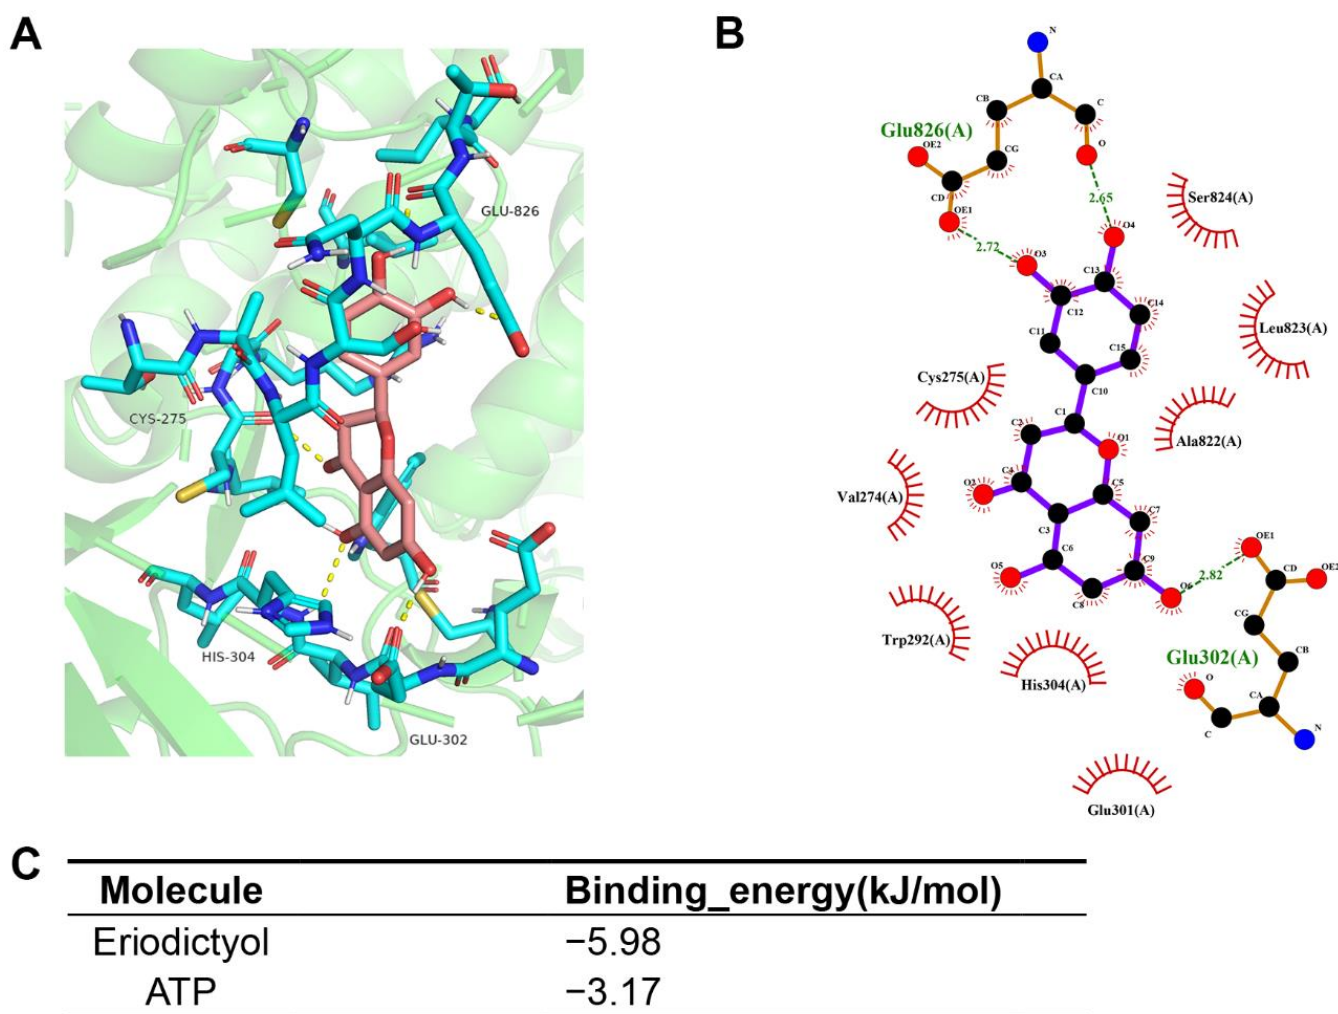 A
GLU-826
CYS-275
HIS-304
GLU-302
B
N
CA
CB
C
Glu826(A)
OE2
CG
O
CD
OE1
2.65
Ser824(A)
O4
2.72
O3
C13
C12
C14
C11
Leu823(A)
C15
Cys275(A)
C10
C1
C2
O1
Ala822(A)
C4
Val274(A)
C5
C3
C7
OE1
C6
C9
CD
OE2
O5
2.82
C8
O6
CG
Trp292(A)
CB
Glu302(A)
His304(A)
O
CA
C
N
Glu301(A)
C
Molecule Binding_energy(kJ/mol)
Eriodictyol −5.98
ATP −3.17